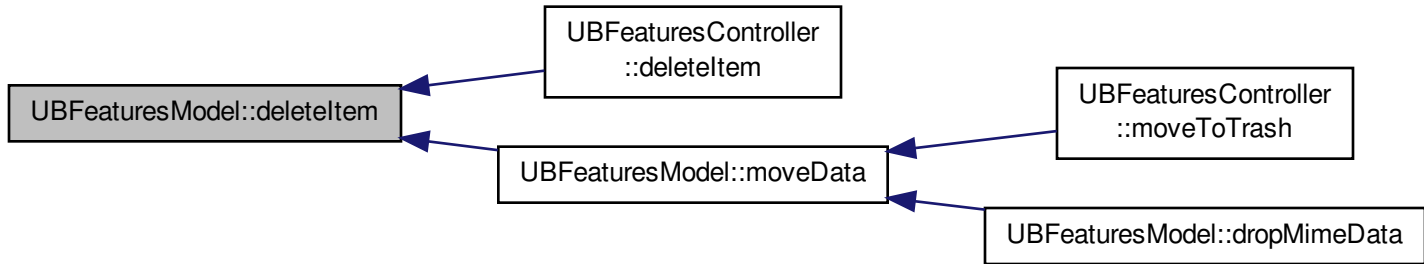 UBFeaturesModel::deleteItem
UBFeaturesController
::deleteItem
UBFeaturesModel::moveData
UBFeaturesController
::moveToTrash
UBFeaturesModel::dropMimeData